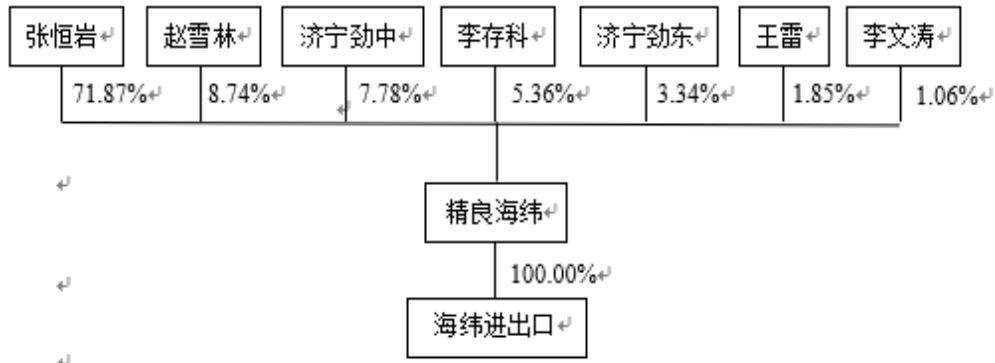 张恒岩 赵雪林 济宁劲中 李存科 济宁劲东 王雷 李文涛
71.87% 8.74% 7.78% 5.36% 3.34% 1.85% 1.06%
精良海纬
100.00%
海纬进出口